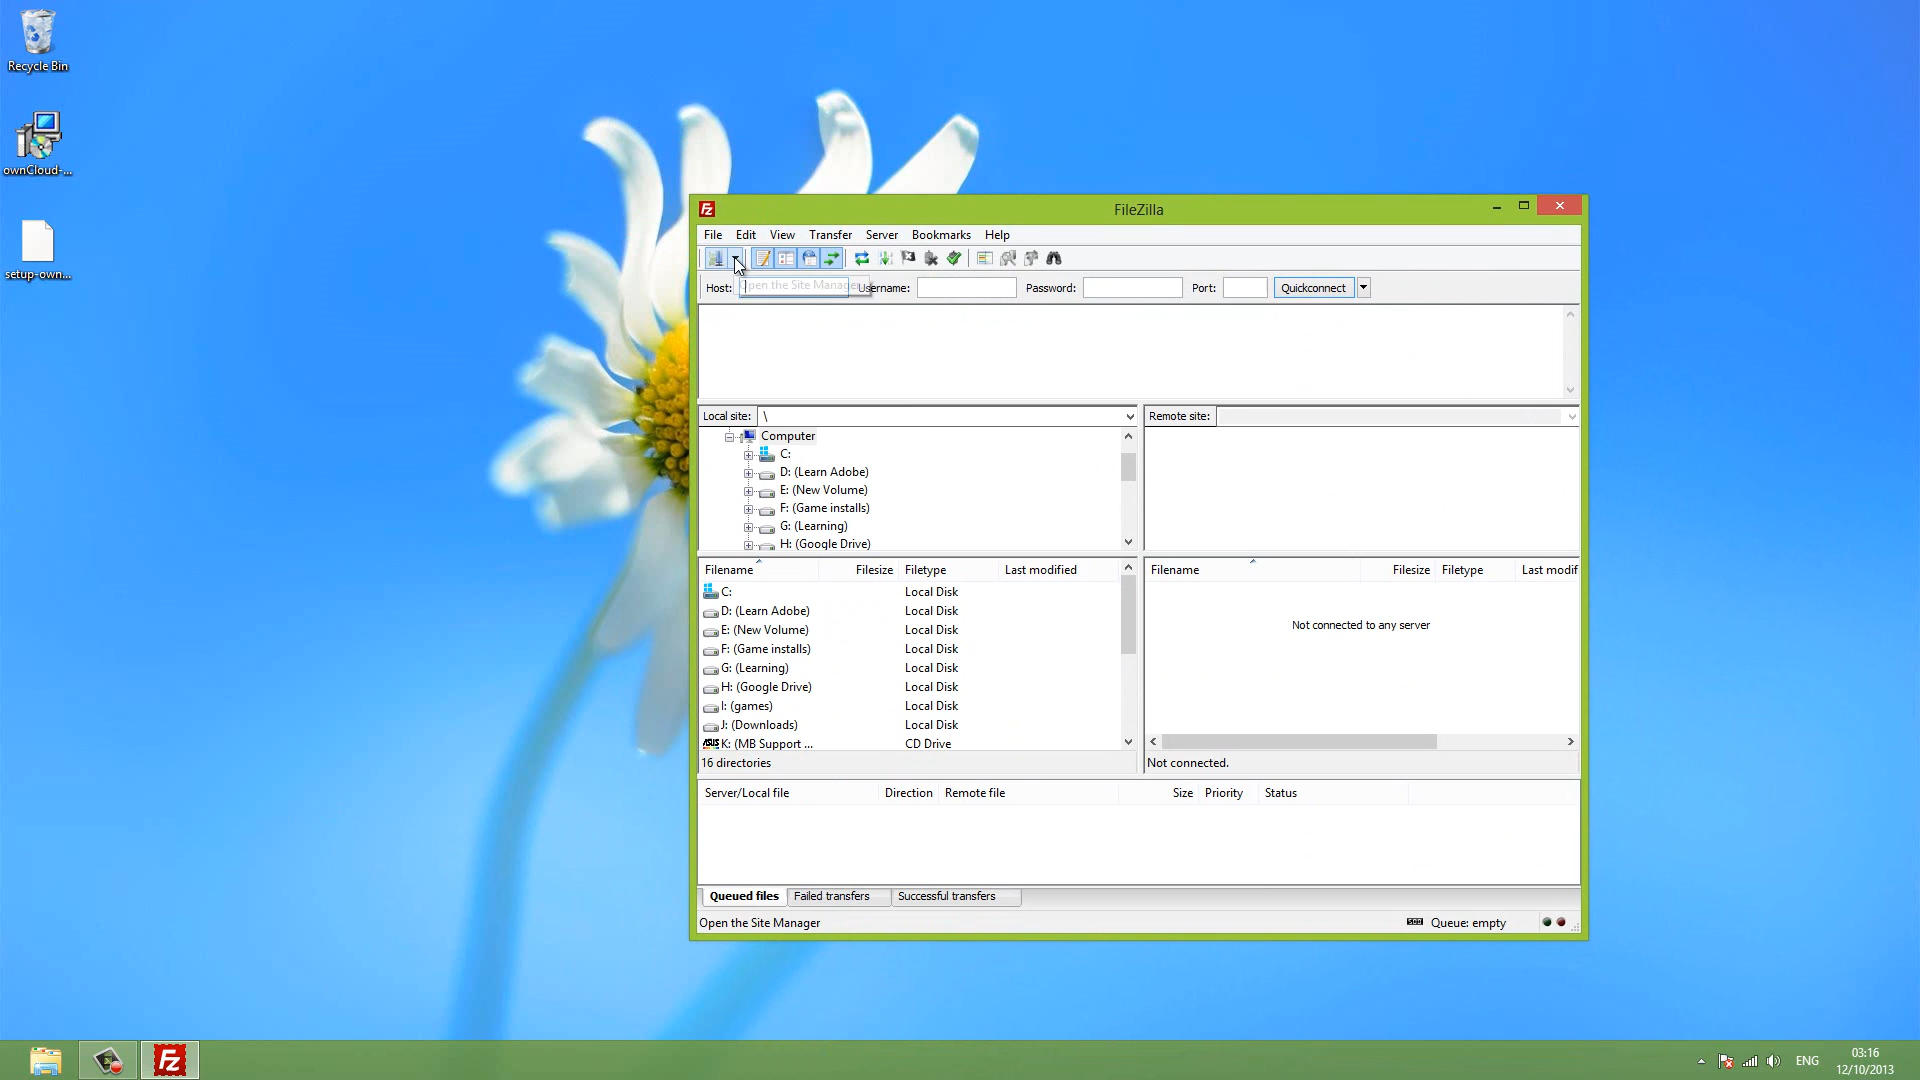 Recycle Bin
ownCloud-...
setup-own...
FileZilla
File Edit View Transfer Server Bookmarks Help
Host: Open the Site Manager Username: Password: Port: Quickconnect
Local site: \
Computer
C:
D: (Learn Adobe)
E: (New Volume)
F: (Game installs)
G: (Learning)
H: (Google Drive)
Remote site:
Filename Filesize Filetype Last modified
C: Local Disk
D: (Learn Adobe) Local Disk
E: (New Volume) Local Disk
F: (Game installs) Local Disk
G: (Learning) Local Disk
H: (Google Drive) Local Disk
I: (games) Local Disk
J: (Downloads) Local Disk
K: (MB Support ... CD Drive
16 directories
Filename Filesize Filetype Last modif
Not connected to any server
Not connected.
Server/Local file Direction Remote file Size Priority Status
Queued files Failed transfers Successful transfers
Open the Site Manager Queue: empty
Fz
ENG
03:16
12/10/2013